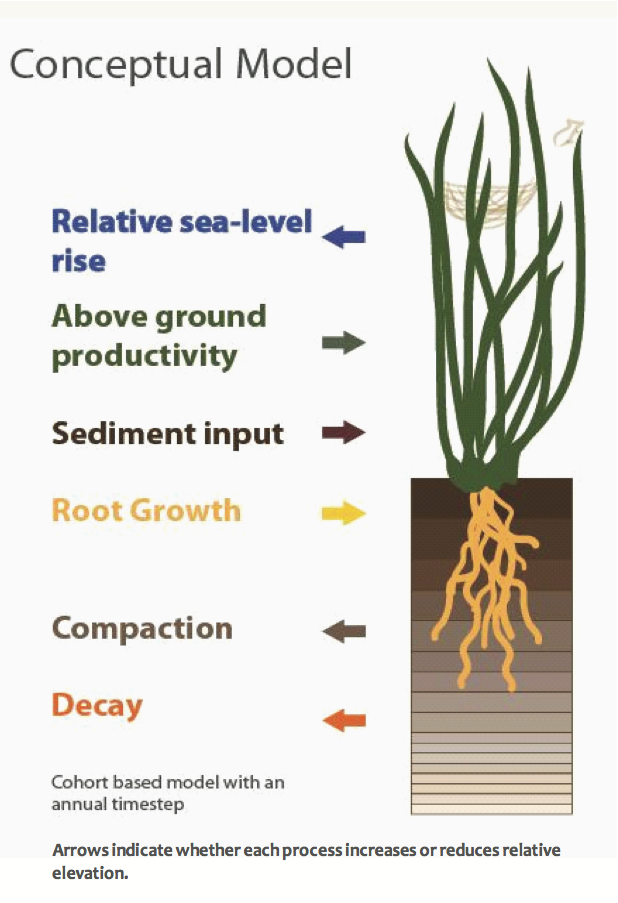 Conceptual Model
Relative sea-level
rise
Above ground
productivity
Sediment input
Root Growth
Compaction
Decay
Cohort based model with an
annual timestep
Arrows indicate whether each process increases or reduces relative
elevation.